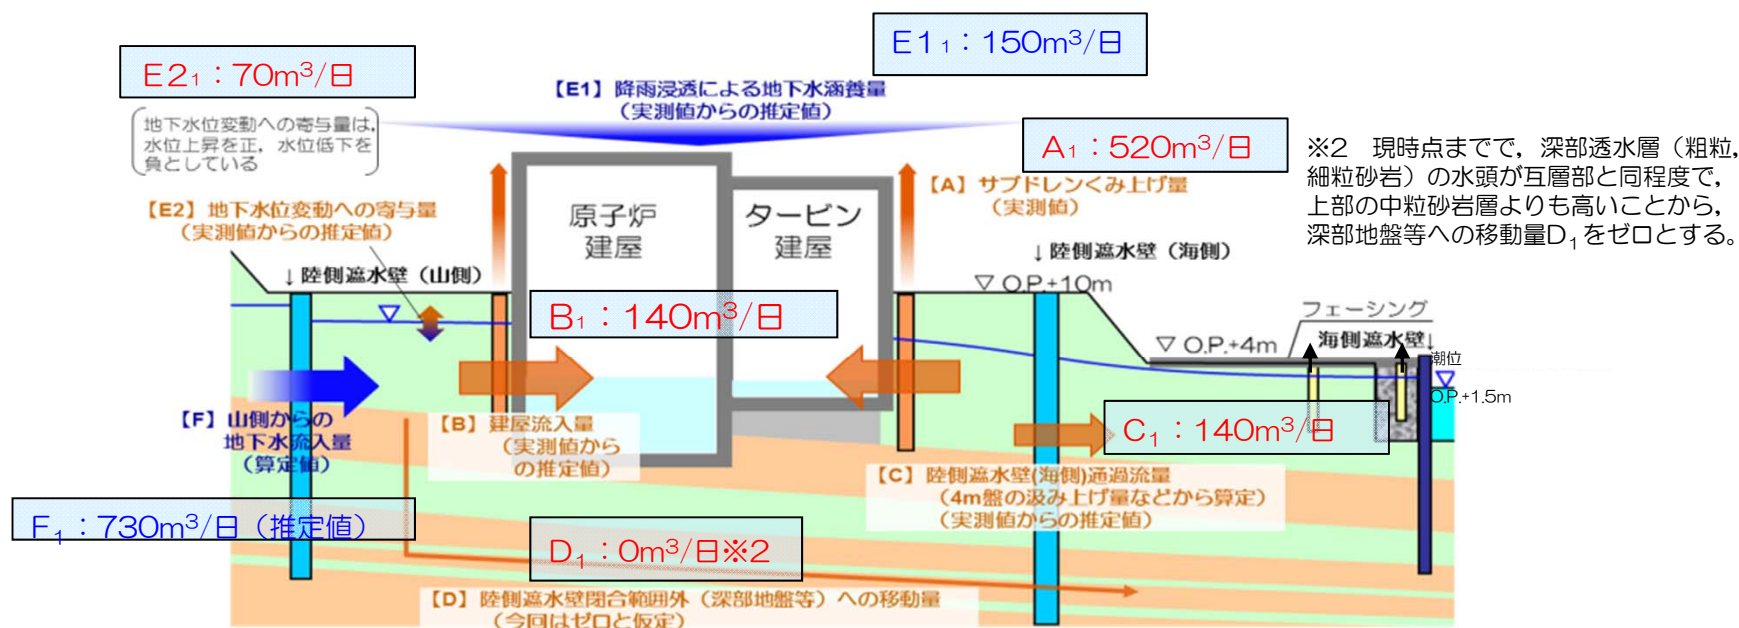 E1₁：150m³/日
E2₁：70m³/日
【E1】降雨浸透による地下水涵養量
（実測値からの推定値）
地下水位変動への寄与量は，
水位上昇を正，水位低下を
負としている
A₁：520m³/日
※2　現時点までで，深部透水層（粗粒，
細粒砂岩）の水頭が互層部と同程度で，
上部の中粒砂岩層よりも高いことから，
深部地盤等への移動量D₁をゼロとする。
【A】サブドレンくみ上げ量
（実測値）
【E2】地下水位変動への寄与量
（実測値からの推定値）
原子炉
建屋
タービン
建屋
↓陸側遮水壁（山側）
↓陸側遮水壁（海側）
▽ O.P.+10m
B₁：140m³/日
フェーシング
海側遮水壁↓
▽ O.P.+4m
潮位
O.P.+1.5m
【F】山側からの
地下水流入量
（算定値）
【B】建屋流入量
（実測値から
の推定値）
C₁：140m³/日
【C】陸側遮水壁(海側)通過流量
（4m盤の汲み上げ量などから算定）
（実測値からの推定値）
F₁：730m³/日（推定値）
D₁：0m³/日※2
【D】陸側遮水壁閉合範囲外（深部地盤等）への移動量
（今回はゼロと仮定）